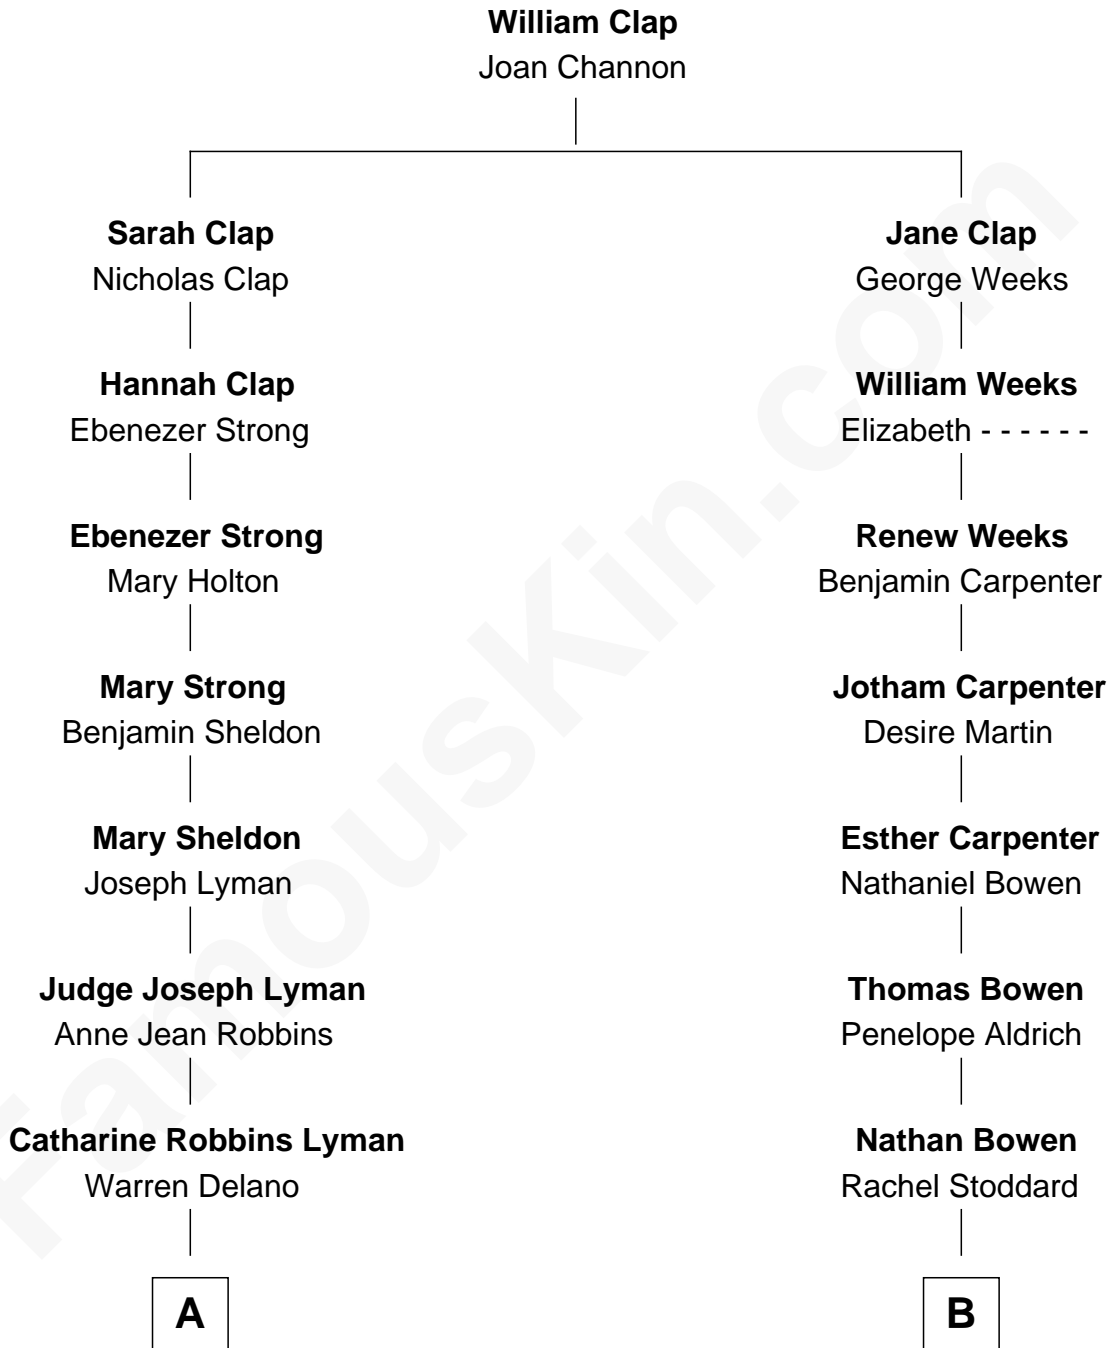 William Clap
Joan Channon
Sarah Clap
Nicholas Clap
Jane Clap
George Weeks
Hannah Clap
Ebenezer Strong
William Weeks
Elizabeth - - - - - -
Ebenezer Strong
Mary Holton
Renew Weeks
Benjamin Carpenter
Mary Strong
Benjamin Sheldon
Jotham Carpenter
Desire Martin
Mary Sheldon
Joseph Lyman
Esther Carpenter
Nathaniel Bowen
Judge Joseph Lyman
Anne Jean Robbins
Thomas Bowen
Penelope Aldrich
Catharine Robbins Lyman
Warren Delano
Nathan Bowen
Rachel Stoddard
A
B
FamousKin.com